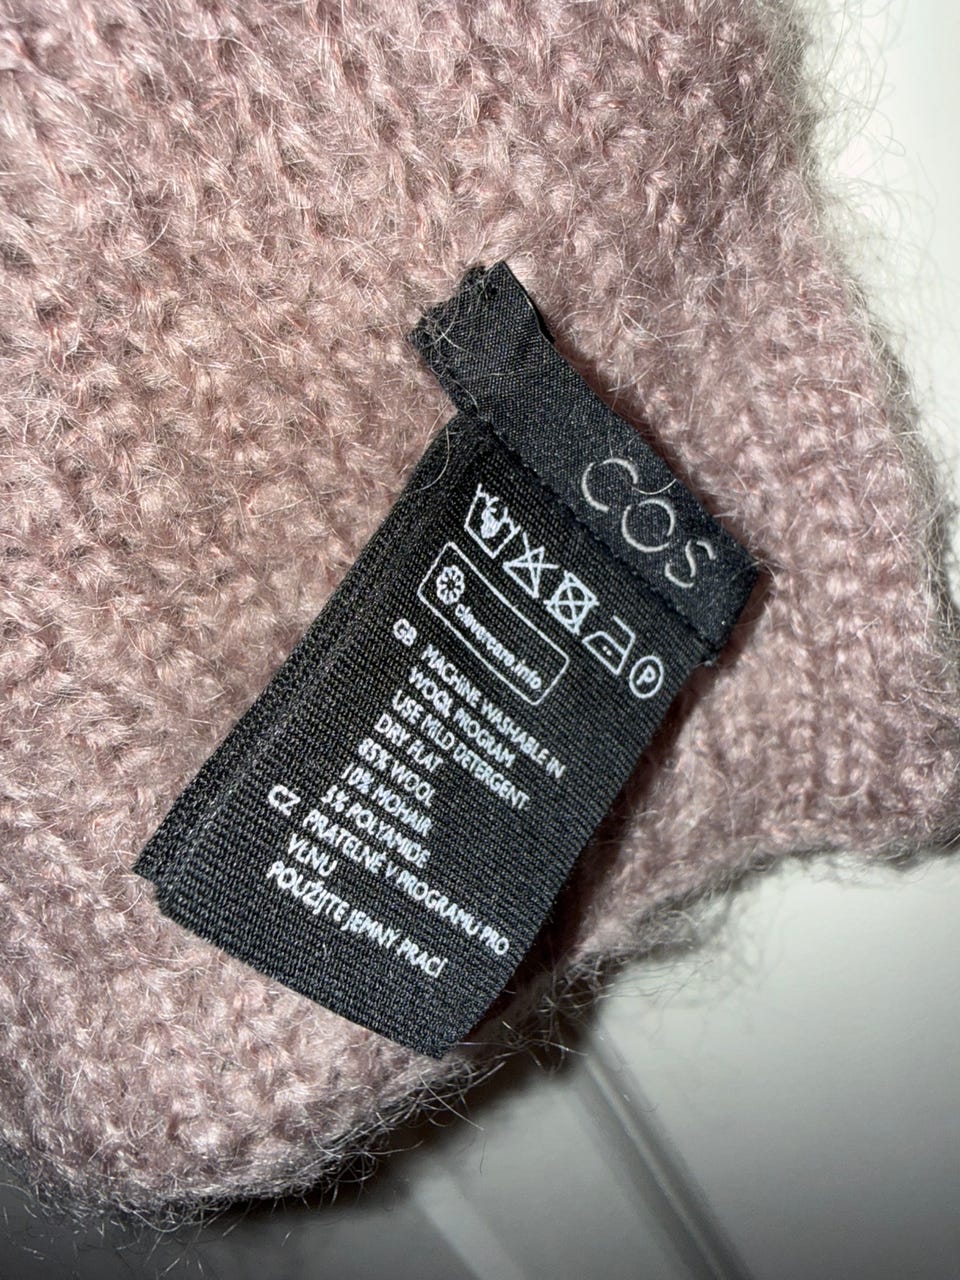 COS
P
clevercare.info
GB MACHINE WASHABLE IN
WOOL PROGRAM
USE MILD DETERGENT
DRY FLAT
85% WOOL
10% MOHAIR
5% POLYAMIDE
CZ PRATELNÉ V PROGRAMU PRO
VLNU
POUŽIJTE JEMNÝ PRACÍ